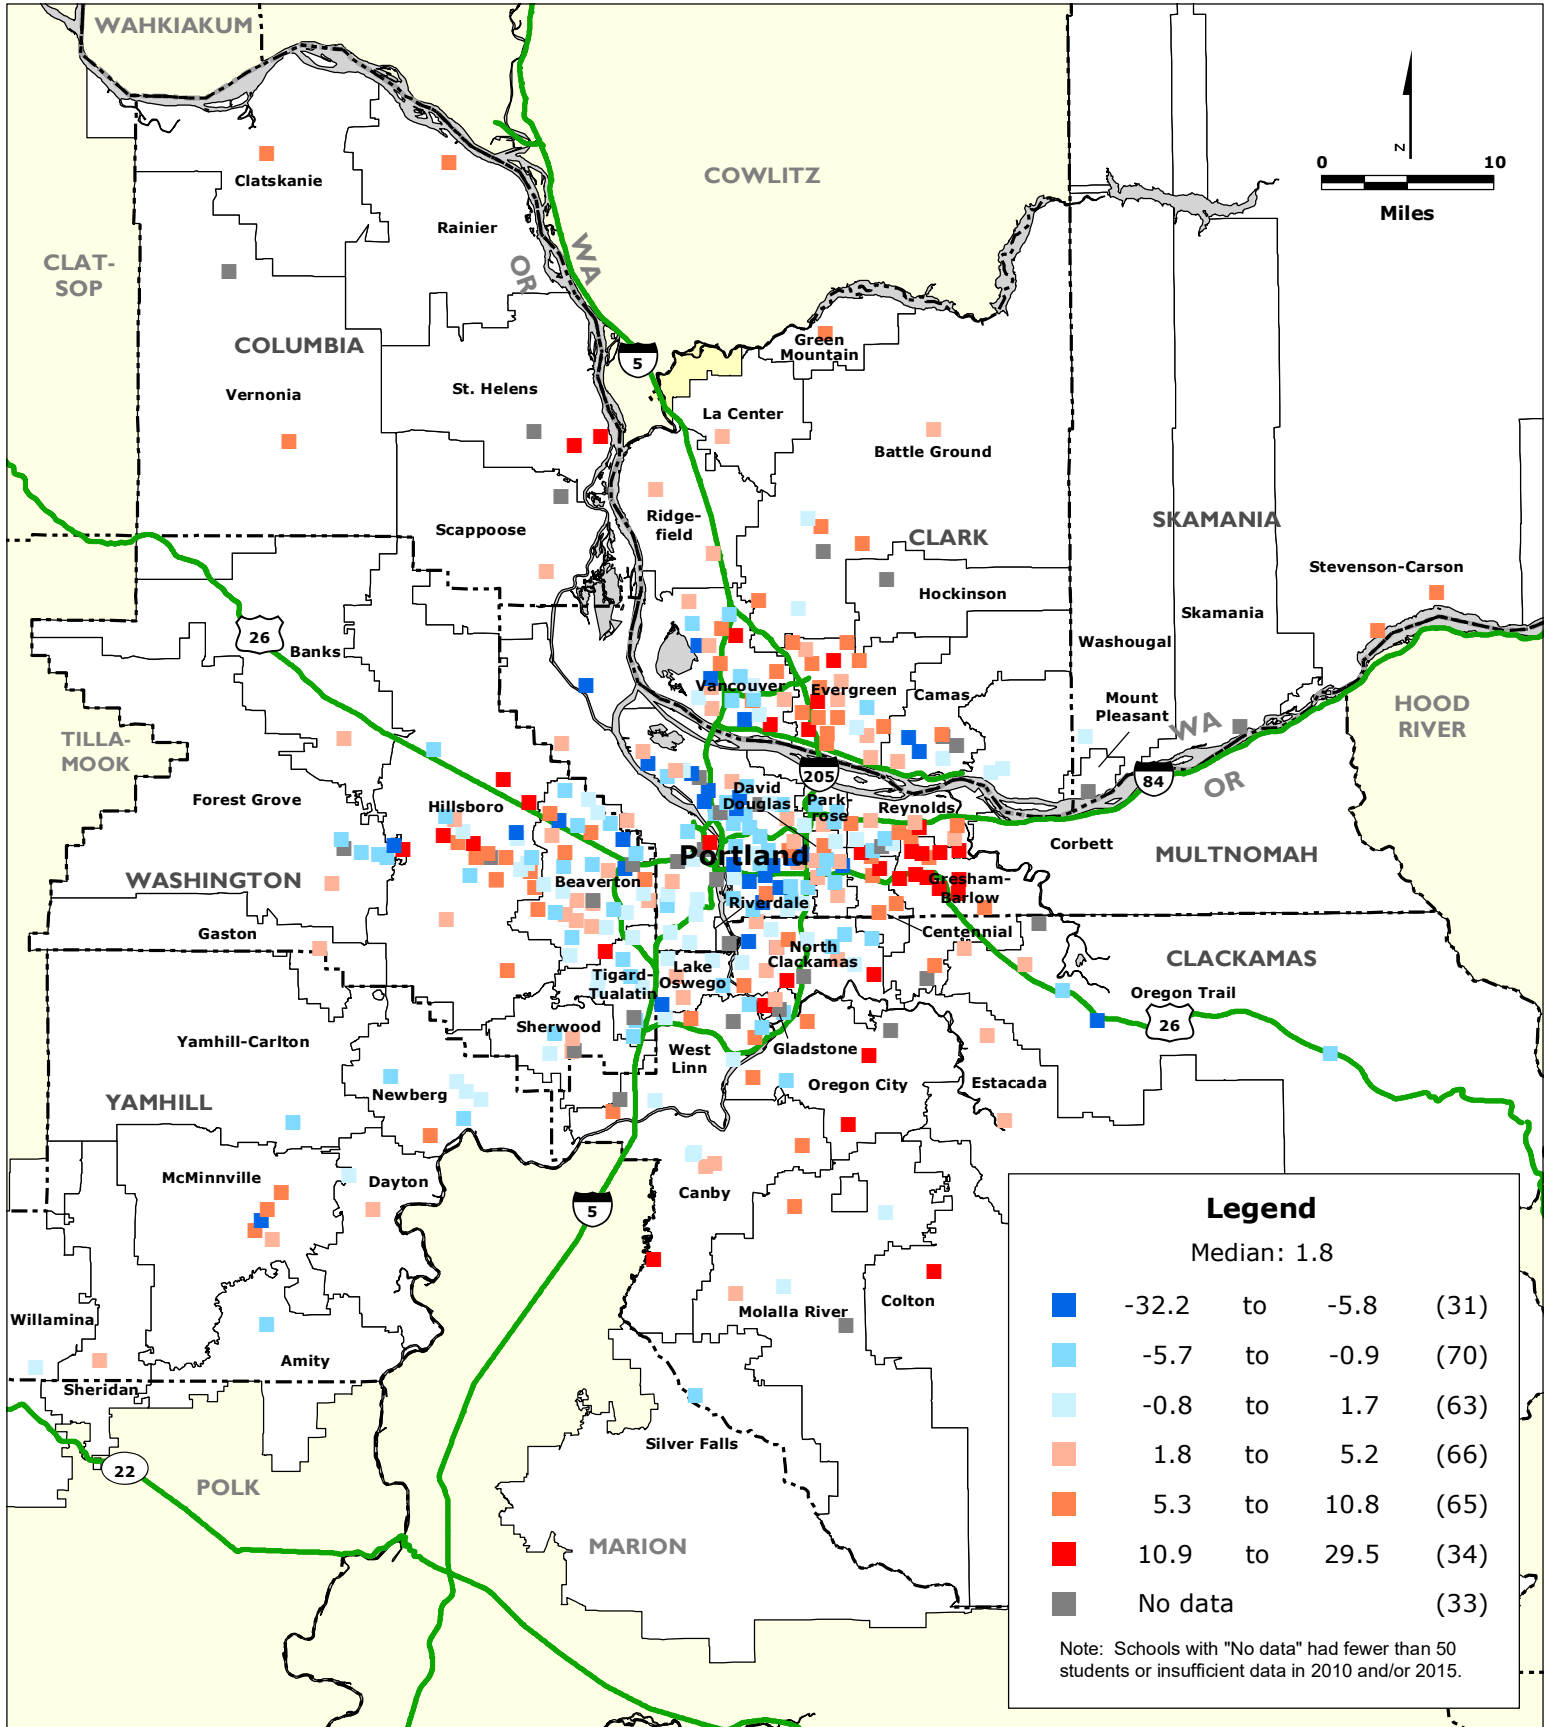 WAHKIAKUM
COWLITZ
N
0 10
Miles
Clatskanie
Rainier
WA
OR
CLAT-
SOP
COLUMBIA
Green
Mountain
5
Vernonia
St. Helens
La Center
Battle Ground
Scappoose
Ridge-
field
CLARK
SKAMANIA
Stevenson-Carson
Hockinson
Skamania
26
Banks
Washougal
Vancouver
Evergreen
Camas
Mount
Pleasant
HOOD
RIVER
WA
OR
TILLA-
MOOK
205
84
Forest Grove
Hillsboro
David
Douglas
Park-
rose
Reynolds
Corbett
Portland
MULTNOMAH
WASHINGTON
Beaverton
Gresham-
Barlow
Riverdale
Gaston
Centennial
North
Clackamas
CLACKAMAS
Lake
Oswego
Tigard-
Tualatin
Oregon Trail
Sherwood
26
Yamhill-Carlton
West
Linn
Gladstone
Oregon City
Estacada
Newberg
YAMHILL
McMinnville
Dayton
Canby
5
Willamina
Molalla River
Colton
Amity
Sheridan
Silver Falls
22
POLK
MARION
Legend
Median: 1.8
-32.2 to -5.8 (31)
-5.7 to -0.9 (70)
-0.8 to 1.7 (63)
1.8 to 5.2 (66)
5.3 to 10.8 (65)
10.9 to 29.5 (34)
No data (33)
Note: Schools with "No data" had fewer than 50
students or insufficient data in 2010 and/or 2015.